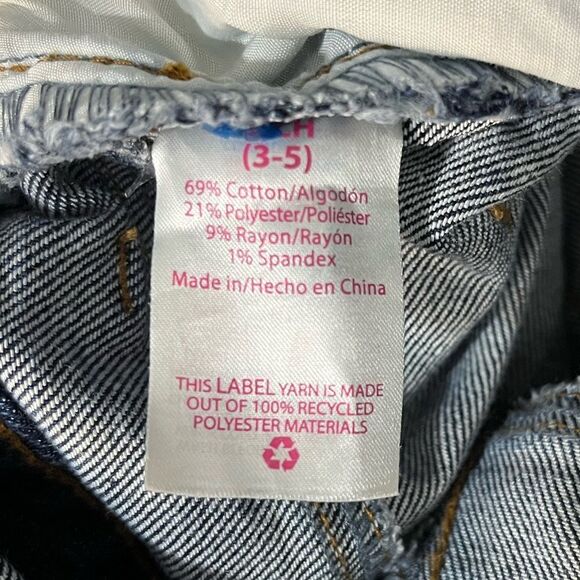 (3-5)
69% Cotton/Algodón
21% Polyester/Poliéster
9% Rayon/Rayón
1% Spandex
Made in/Hecho en China
THIS LABEL YARN IS MADE
OUT OF 100% RECYCLED
POLYESTER MATERIALS